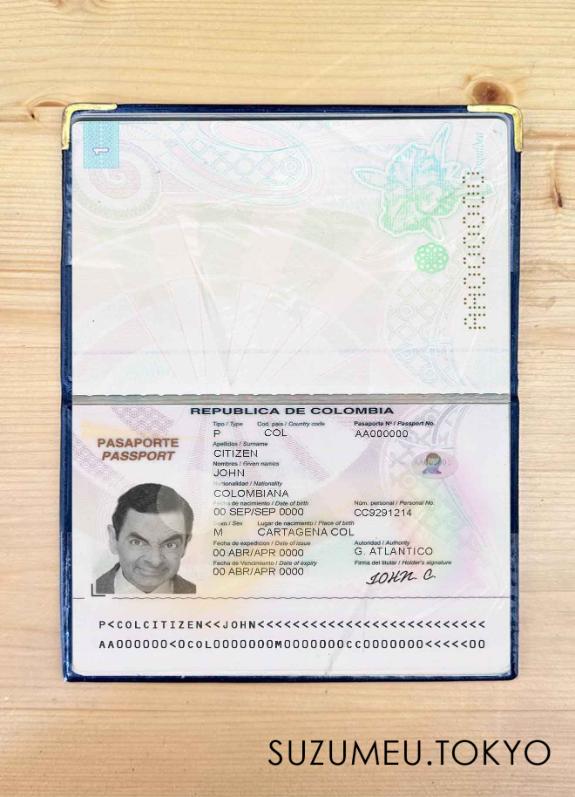 1
AA000000
REPUBLICA DE COLOMBIA
Tipo / Type Cod. pais / Country code Pasaporte Nº / Passport No.
P COL AA000000
PASAPORTE
PASSPORT
Apellidos / Surname
CITIZEN
Nombres / Given names
JOHN
Nacionalidad / Nationality
COLOMBIANA
Fecha de nacimiento / Date of birth Núm. personal / Personal No.
00 SEP/SEP 0000 CC9291214
Sexo / Sex Lugar de nacimiento / Place of birth
M CARTAGENA COL
Fecha de expedicion / Date of issue Autoridad / Authority
00 ABR/APR 0000 G. ATLANTICO
Fecha de Vencimiento / Date of expiry Firma del titular / Holder's signature
00 ABR/APR 0000 JOHN C.
P<COLCITIZEN<<JOHN<<<<<<<<<<<<<<<<<<<<<<<<<<
AA000000<0COL0000000M0000000CC0000000<<<<<00
SUZUMEU.TOKYO